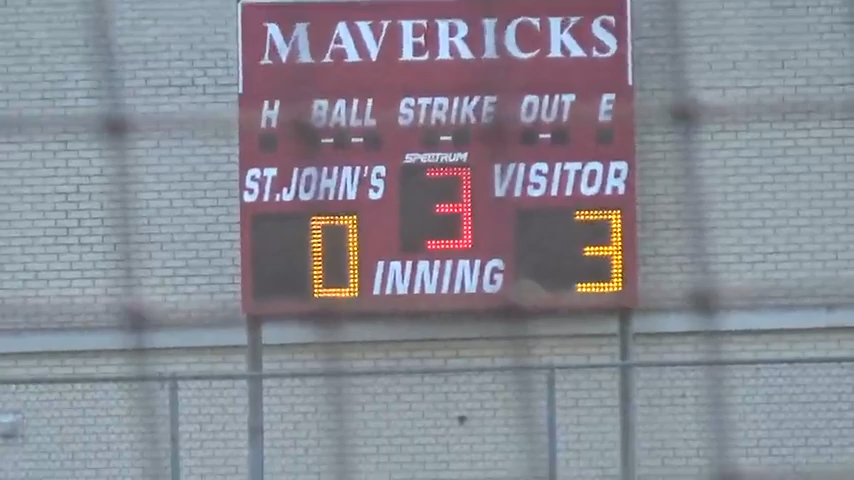 MAVERICKS
H BALL STRIKE OUT E
SPECTRUM
ST.JOHN'S 3 VISITOR
0 INNING 3